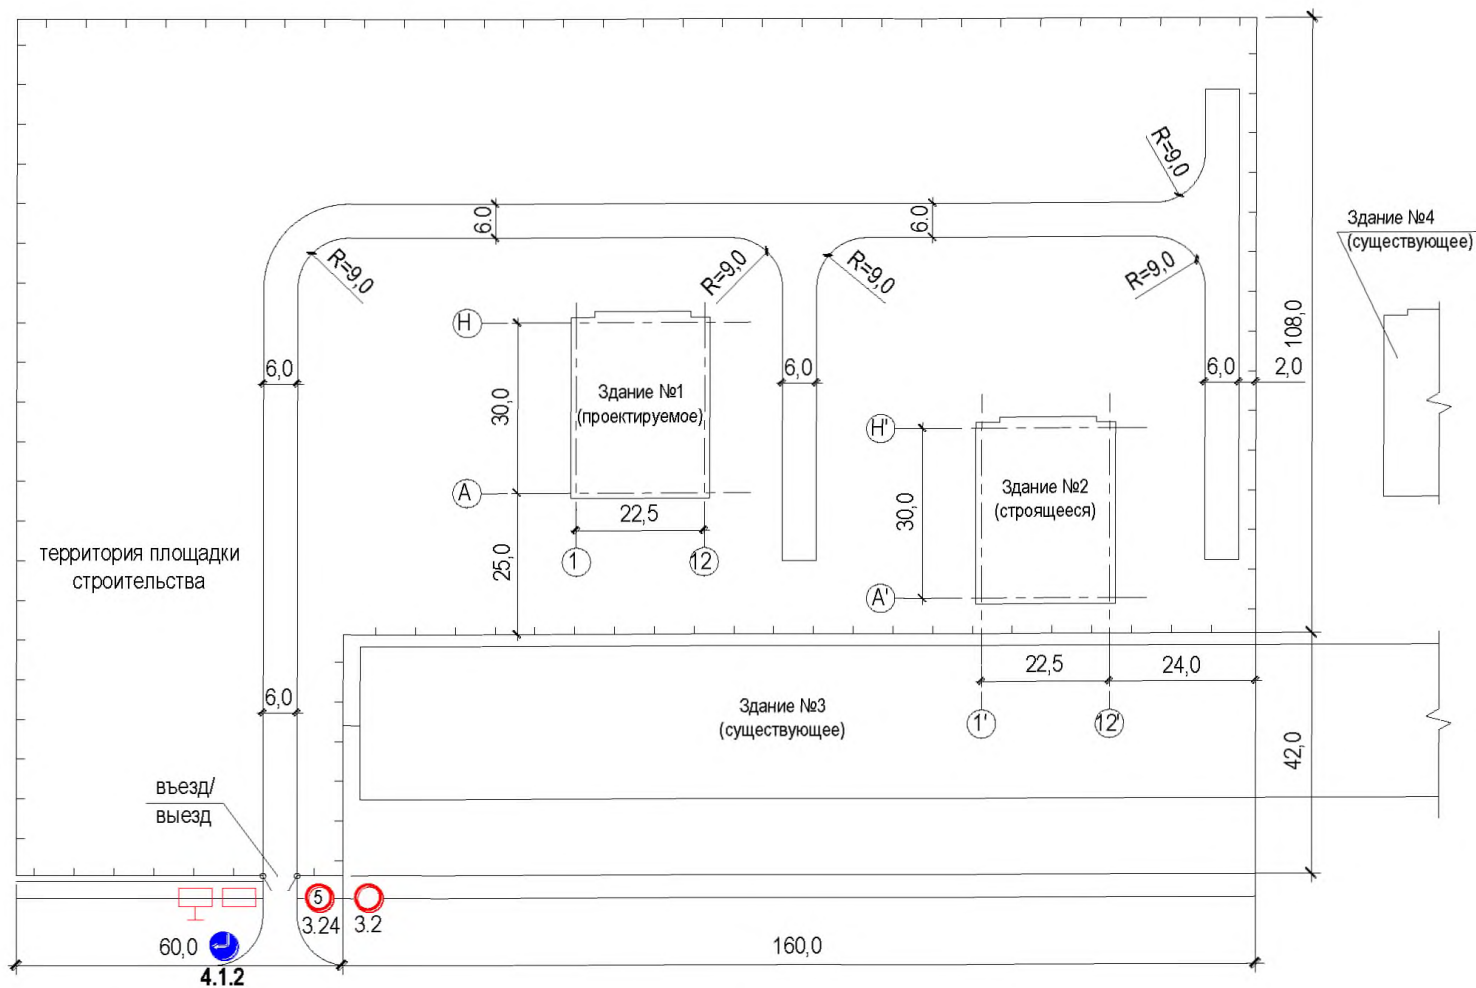 R=9,0
Здание №4
(существующее)
6.0
6.0
R=9,0
R=9,0
R=9,0
R=9,0
108,0
Н
6,0
6,0
6,0
2,0
Здание №1
(проектируемое)
30,0
Н'
А
22,5
Здание №2
(строящееся)
30,0
территория площадки
строительства
25,0
1
12
А'
22,5
24,0
6,0
Здание №3
(существующее)
1'
12'
42,0
въезд/
выезд
5
3.24
3.2
60,0
160,0
4.1.2